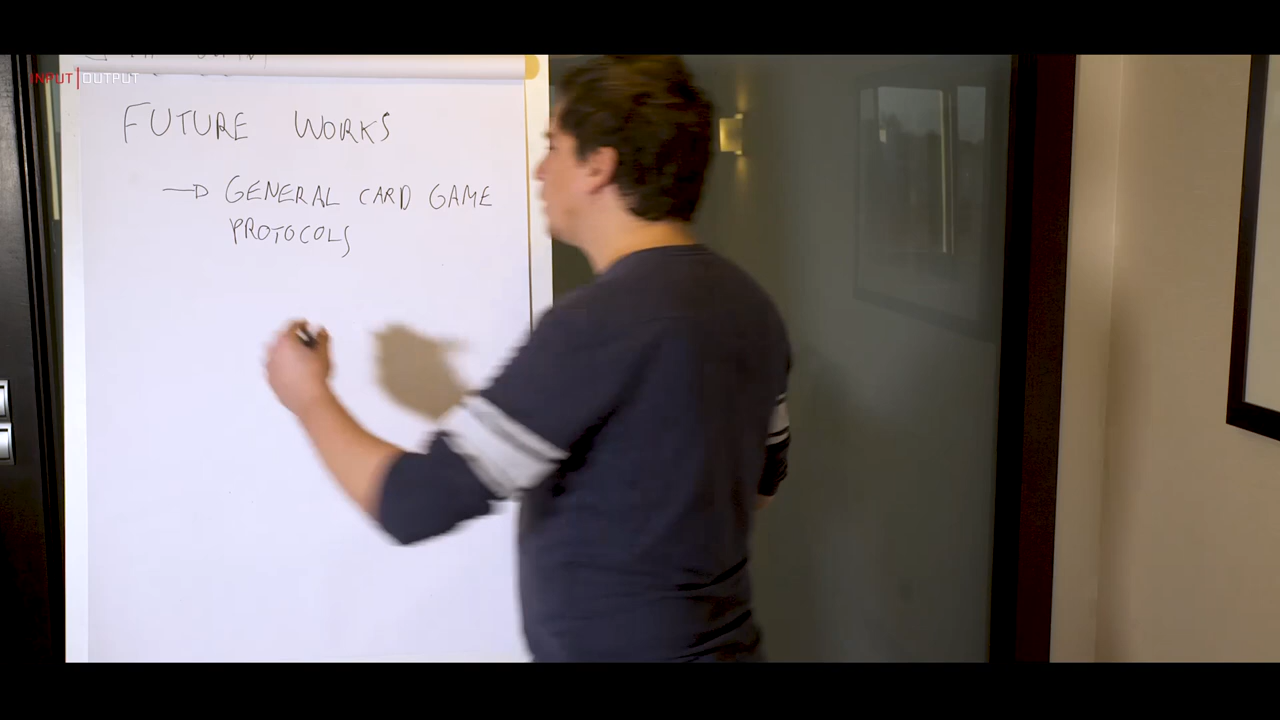 INPUT|OUTPUT
FUTURE WORKS
→ GENERAL CARD GAME
PROTOCOLS